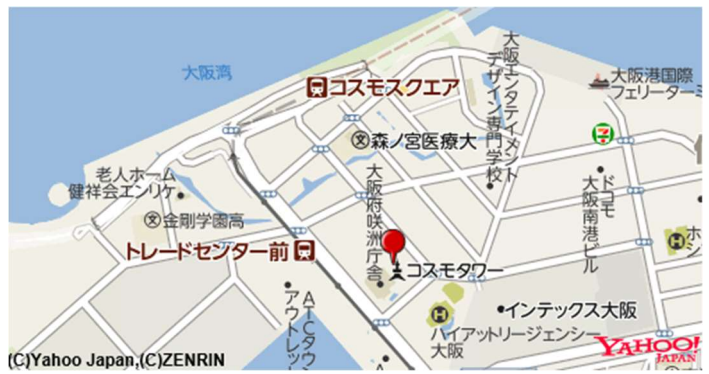 大阪湾
コスモスクエア
大阪エンタテイメント
デザイン専門学校
大阪港国際
フェリーターミ
森ノ宮医療大
老人ホーム
健祥会エンリケ
金剛学園高
大阪府咲洲庁舎
ドコモ
大阪南港ビル
トレードセンター前
コスモタワー
ホ
シ
ATCタウン
アウトレッ
インテックス大阪
ハイアットリージェンシー
大阪
(C)Yahoo Japan,(C)ZENRIN
YAHOO!
JAPAN